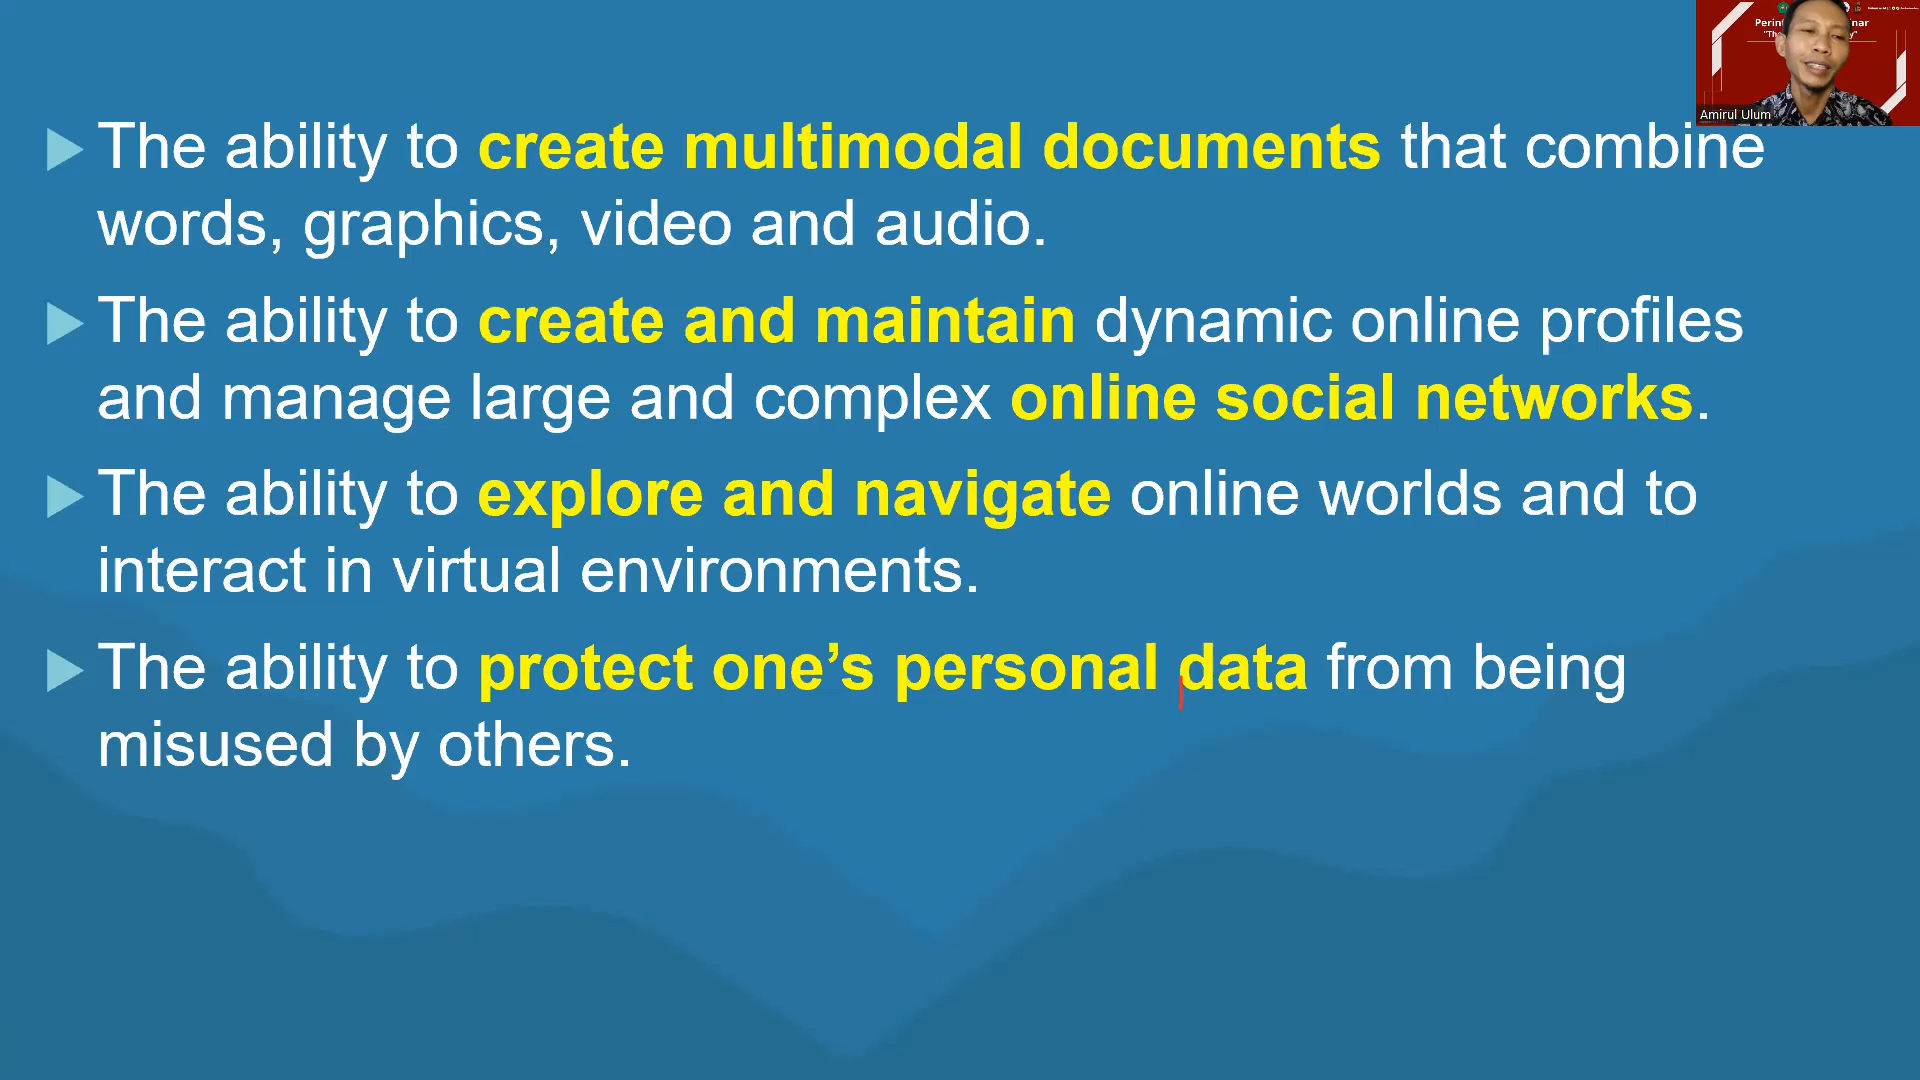 The ability to create multimodal documents that combine
words, graphics, video and audio.
The ability to create and maintain dynamic online profiles
and manage large and complex online social networks.
The ability to explore and navigate online worlds and to
interact in virtual environments.
The ability to protect one’s personal data from being
misused by others.
Amirul Ulum